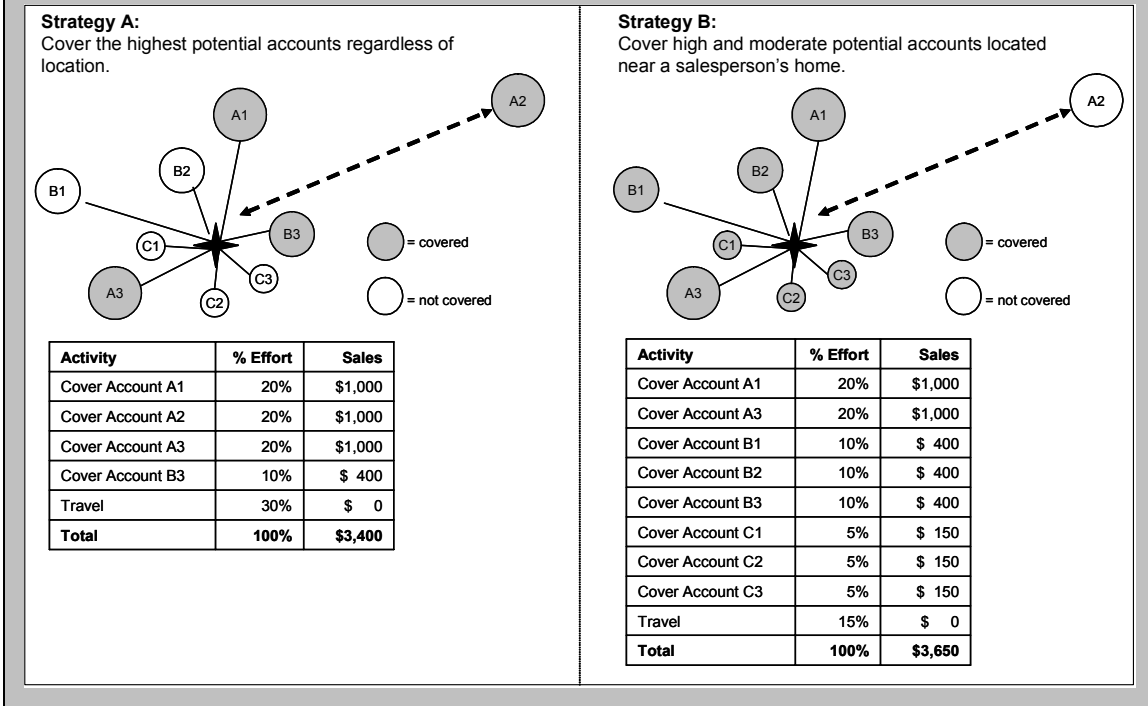 Strategy A:
Cover the highest potential accounts regardless of
location.
A1
A2
B2
B1
B3
C1
C3
A3
C2
= covered
= not covered
Activity % Effort Sales
Cover Account A1 20% $1,000
Cover Account A2 20% $1,000
Cover Account A3 20% $1,000
Cover Account B3 10% $ 400
Travel 30% $ 0
Total 100% $3,400
Strategy B:
Cover high and moderate potential accounts located
near a salesperson's home.
A1
A2
B2
B1
B3
C1
C3
A3
C2
= covered
= not covered
Activity % Effort Sales
Cover Account A1 20% $1,000
Cover Account A3 20% $1,000
Cover Account B1 10% $ 400
Cover Account B2 10% $ 400
Cover Account B3 10% $ 400
Cover Account C1 5% $ 150
Cover Account C2 5% $ 150
Cover Account C3 5% $ 150
Travel 15% $ 0
Total 100% $3,650